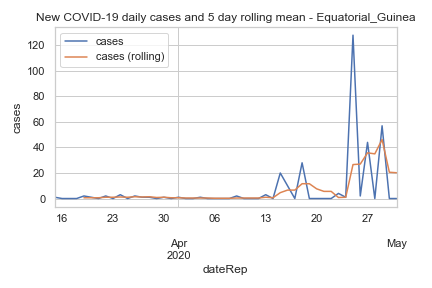 New COVID-19 daily cases and 5 day rolling mean - Equatorial_Guinea
cases
cases (rolling)
120
100
80
60
40
20
0
cases
16 23 30 06 13 20 27
Apr May
2020
dateRep